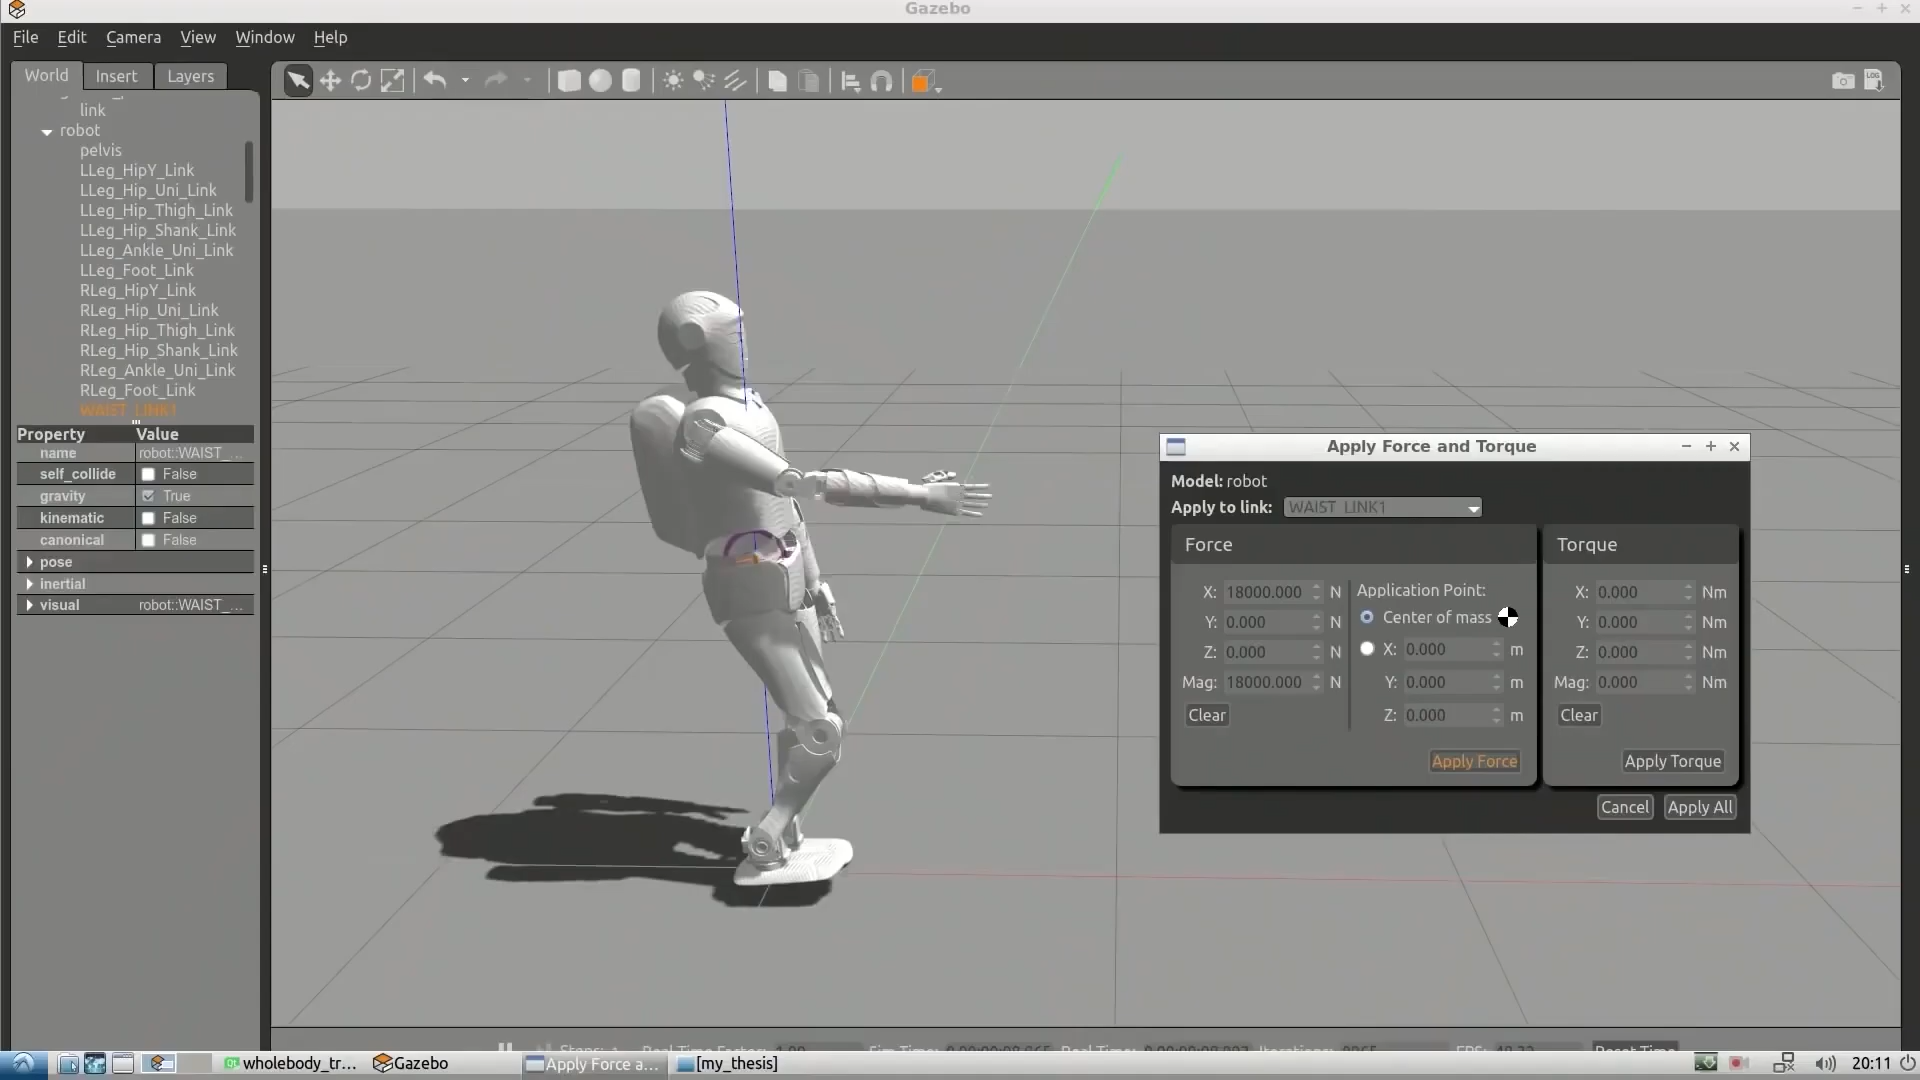 Gazebo
File Edit Camera View Window Help
World Insert Layers
link
robot
pelvis
LLeg_HipY_Link
LLeg_Hip_Uni_Link
LLeg_Hip_Thigh_Link
LLeg_Hip_Shank_Link
LLeg_Ankle_Uni_Link
LLeg_Foot_Link
RLeg_HipY_Link
RLeg_Hip_Uni_Link
RLeg_Hip_Thigh_Link
RLeg_Hip_Shank_Link
RLeg_Ankle_Uni_Link
RLeg_Foot_Link
WAIST_LINK1
Property Value
name robot::WAIST_...
self_collide False
gravity True
kinematic False
canonical False
pose
inertial
visual robot::WAIST_...
Apply Force and Torque
Model: robot
Apply to link: WAIST_LINK1
Force
X: 18000.000 N
Y: 0.000 N
Z: 0.000 N
Mag: 18000.000 N
Clear
Application Point:
Center of mass
X: 0.000 m
Y: 0.000 m
Z: 0.000 m
Apply Force
Torque
X: 0.000 Nm
Y: 0.000 Nm
Z: 0.000 Nm
Mag: 0.000 Nm
Clear
Apply Torque
Cancel Apply All
LOG
wholebody_tr... Gazebo Apply Force a... [my_thesis] 20:11